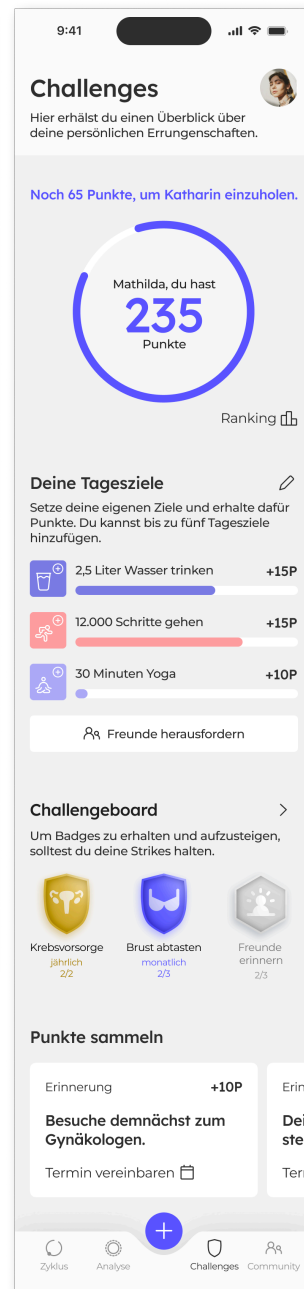 9:41
Challenges
Hier erhälst du einen Überblick über
deine persönlichen Errungenschaften.
Noch 65 Punkte, um Katharin einzuholen.
Mathilda, du hast
235
Punkte
Ranking
Deine Tagesziele
Setze deine eigenen Ziele und erhalte dafür
Punkte. Du kannst bis zu fünf Tagesziele
hinzufügen.
2,5 Liter Wasser trinken +15P
12.000 Schritte gehen +15P
30 Minuten Yoga +10P
Freunde herausfordern
Challengeboard
Um Badges zu erhalten und aufzusteigen,
solltest du deine Strikes halten.
Krebsvorsorge
jährlich
2/2
Brust abtasten
monatlich
2/3
Freunde
erinnern
2/3
Punkte sammeln
Erinnerung +10P
Besuche demnächst zum
Gynäkologen.
Termin vereinbaren
Zyklus Analyse Challenges Community